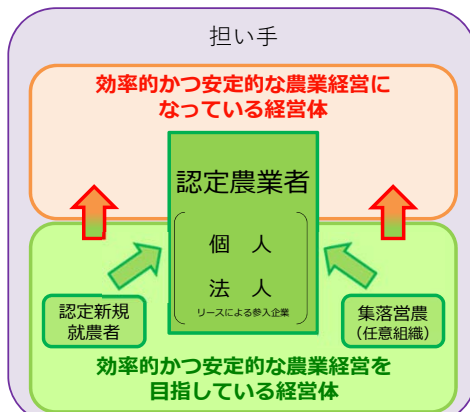 担い手
効率的かつ安定的な農業経営に
なっている経営体
認定農業者
個　人
法　人
リースによる参入企業
認定新規
就農者
集落営農
（任意組織）
効率的かつ安定的な農業経営を
目指している経営体